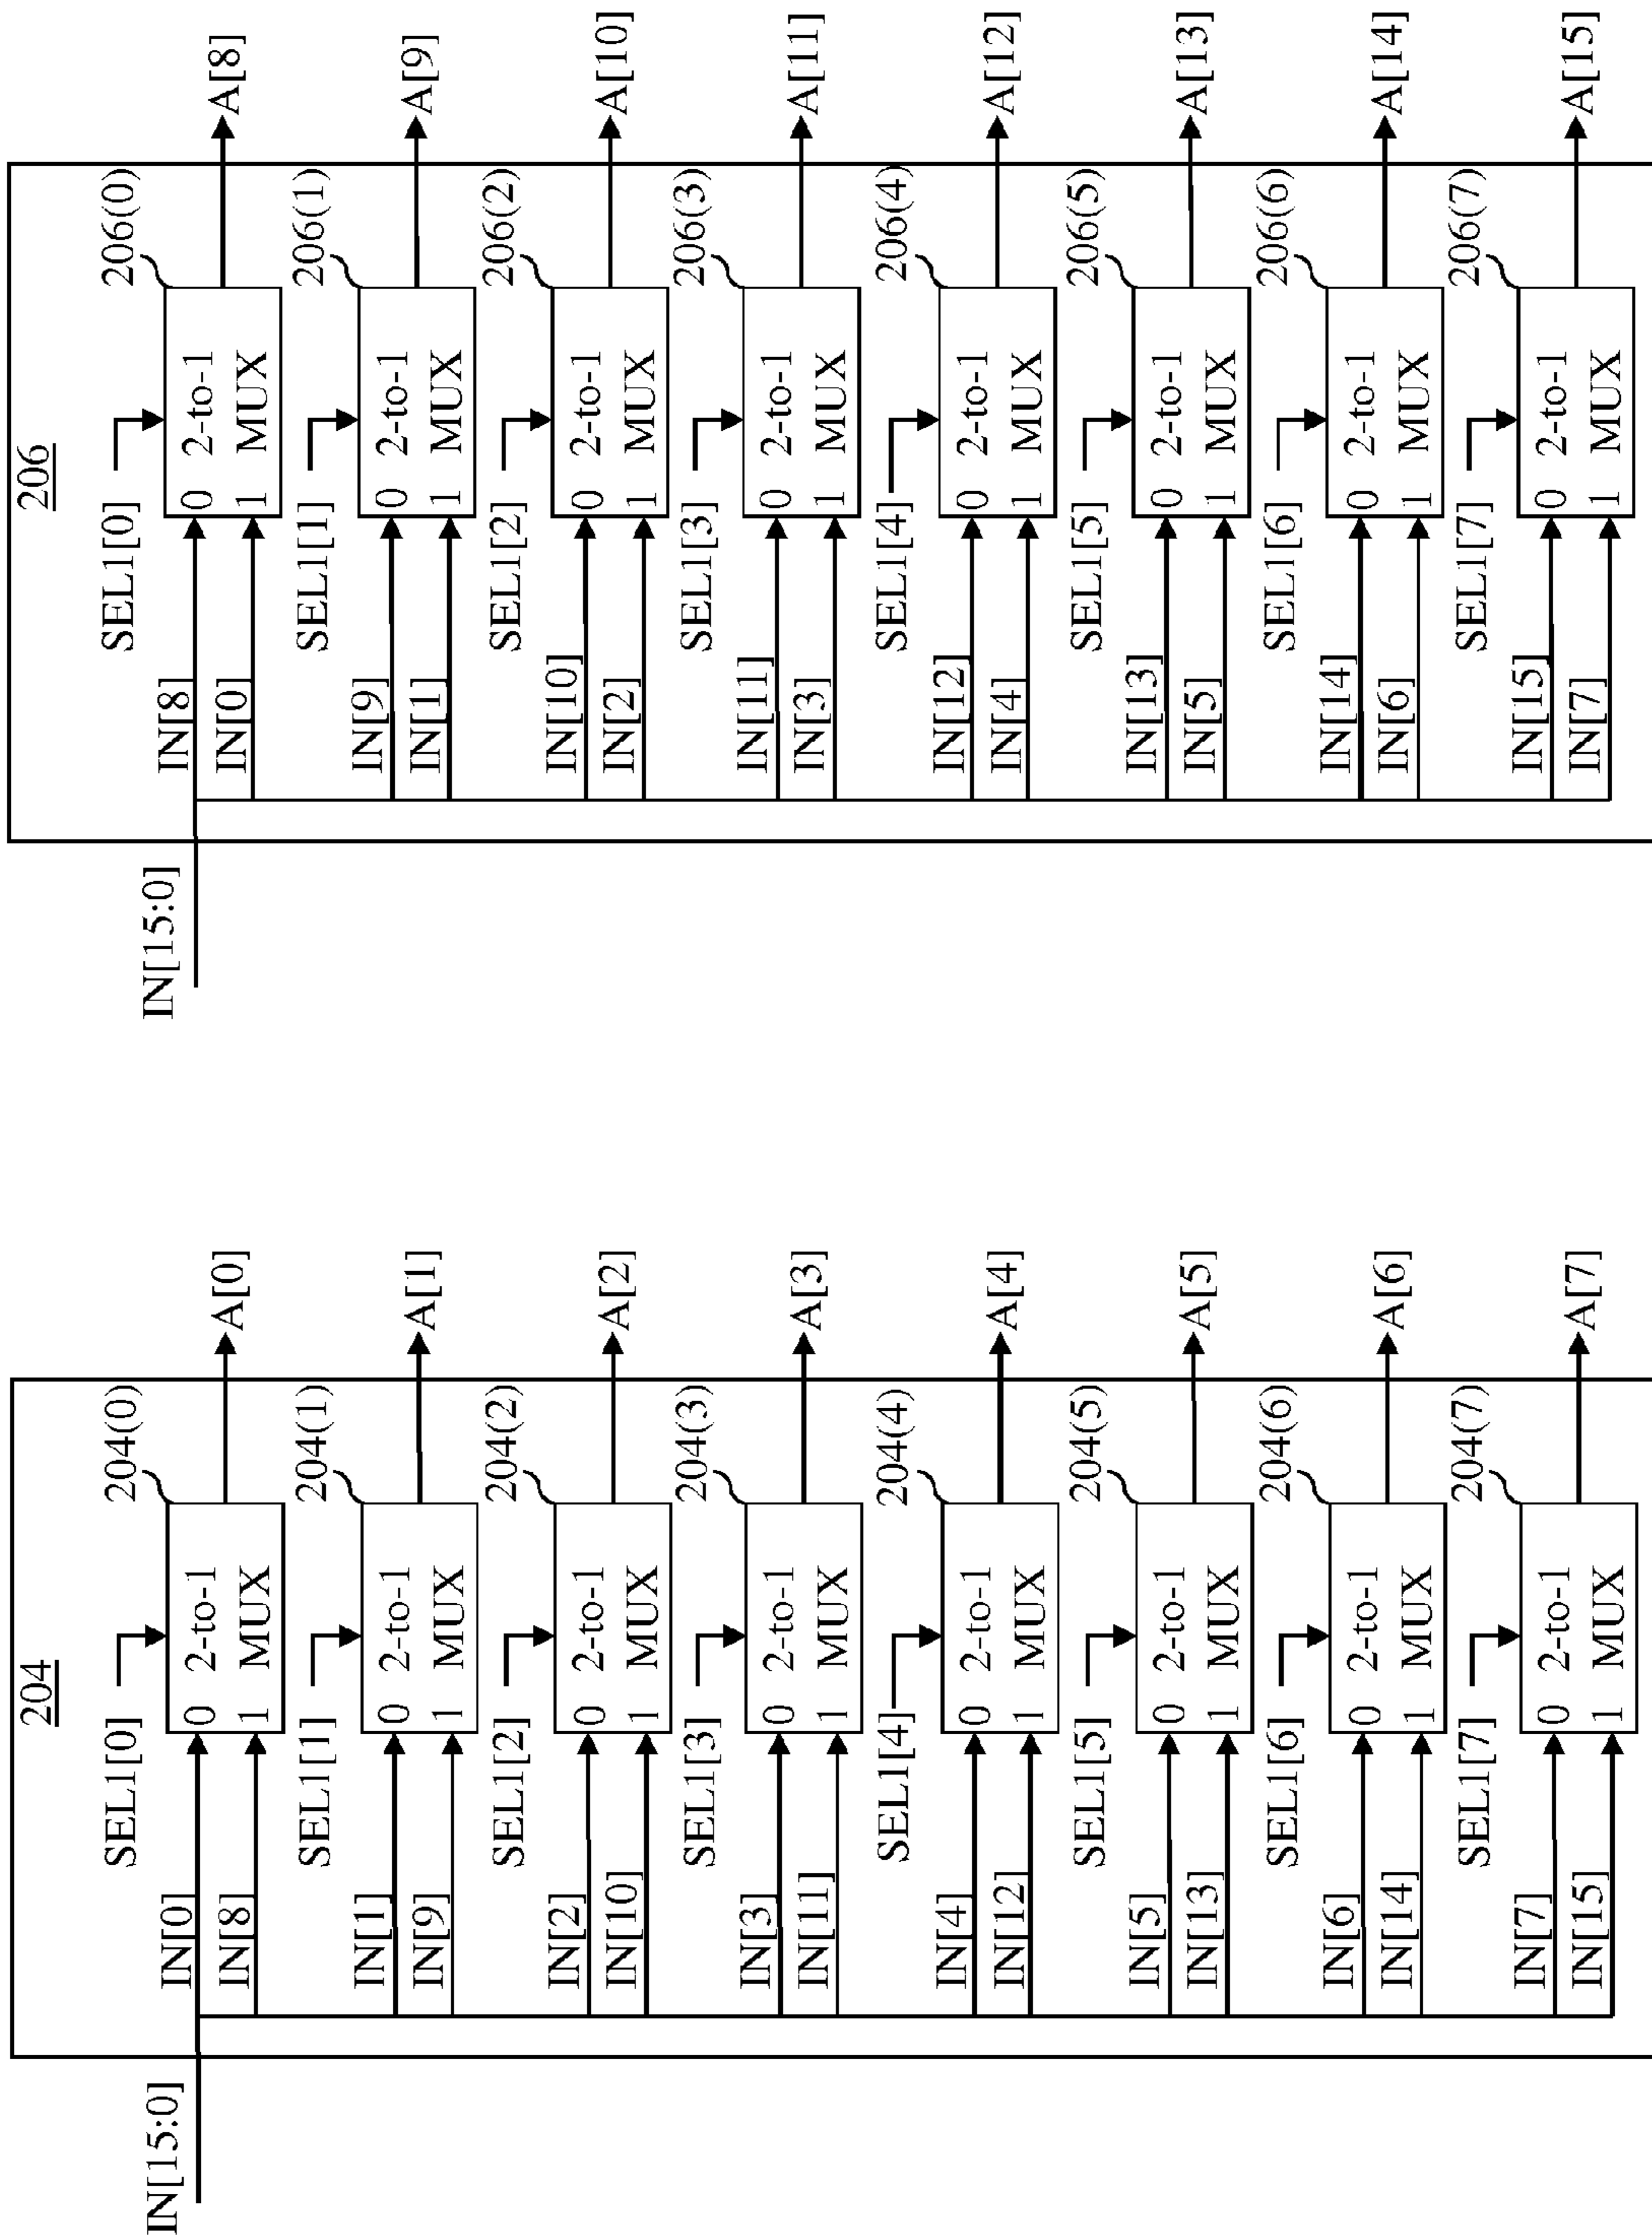 204
IN[15:0]
SEL1[0]
204(0)
IN[0]
0 2-to-1
A[0]
IN[8]
1 MUX
SEL1[1]
204(1)
IN[1]
0 2-to-1
A[1]
IN[9]
1 MUX
SEL1[2]
204(2)
IN[2]
0 2-to-1
A[2]
IN[10]
1 MUX
SEL1[3]
204(3)
IN[3]
0 2-to-1
A[3]
IN[11]
1 MUX
SEL1[4]
204(4)
IN[4]
0 2-to-1
A[4]
IN[12]
1 MUX
SEL1[5]
204(5)
IN[5]
0 2-to-1
A[5]
IN[13]
1 MUX
SEL1[6]
204(6)
IN[6]
0 2-to-1
A[6]
IN[14]
1 MUX
SEL1[7]
204(7)
IN[7]
0 2-to-1
A[7]
IN[15]
1 MUX
206
IN[15:0]
SEL1[0]
206(0)
IN[8]
0 2-to-1
A[8]
IN[0]
1 MUX
SEL1[1]
206(1)
IN[9]
0 2-to-1
A[9]
IN[1]
1 MUX
SEL1[2]
206(2)
IN[10]
0 2-to-1
A[10]
IN[2]
1 MUX
SEL1[3]
206(3)
IN[11]
0 2-to-1
A[11]
IN[3]
1 MUX
SEL1[4]
206(4)
IN[12]
0 2-to-1
A[12]
IN[4]
1 MUX
SEL1[5]
206(5)
IN[13]
0 2-to-1
A[13]
IN[5]
1 MUX
SEL1[6]
206(6)
IN[14]
0 2-to-1
A[14]
IN[6]
1 MUX
SEL1[7]
206(7)
IN[15]
0 2-to-1
A[15]
IN[7]
1 MUX